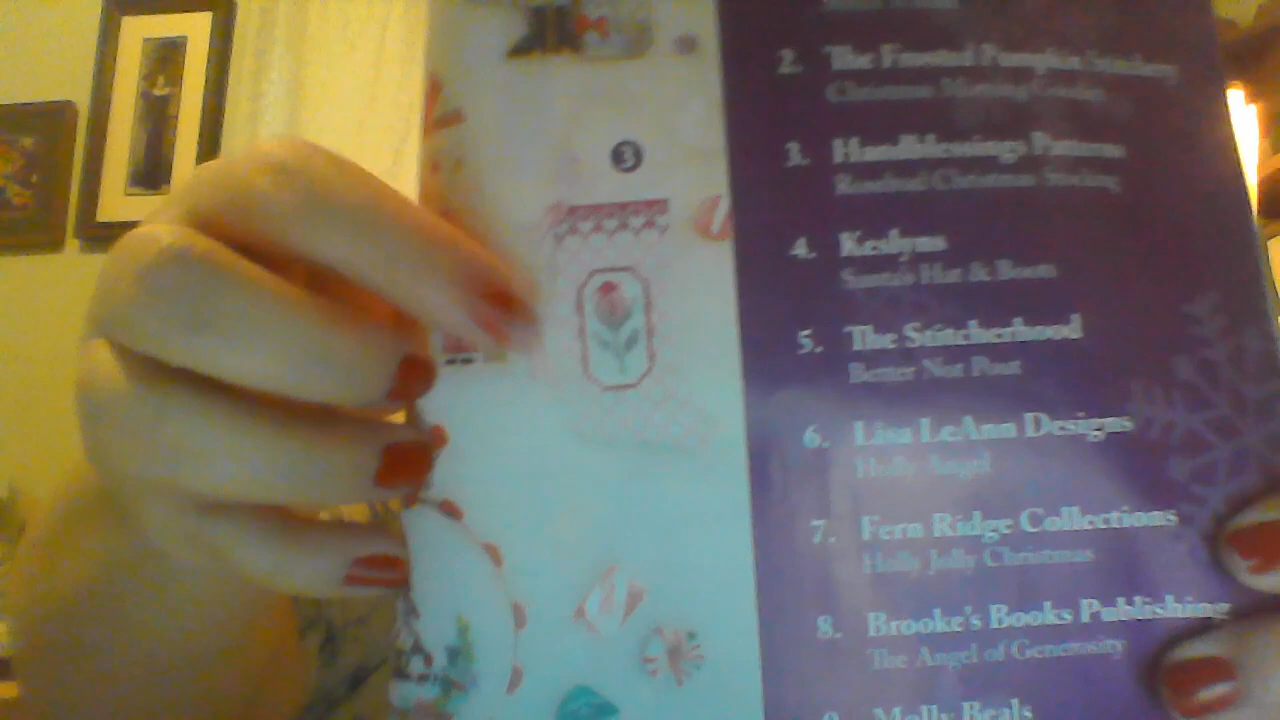 3
2. The Frosted Pumpkin Stitchery
Christmas Morning
3. Handblessings Patterns
Rosebud Christmas Stocking
4. Keslyns
Santa's Hat & Boots
5. The Stitcherhood
Better Not Pout
6. Lisa LeAnn Designs
Holly Angel
7. Fern Ridge Collections
Holly Jolly Christmas
8. Brooke's Books Publishing
The Angel of Generosity
9. Molly Beals